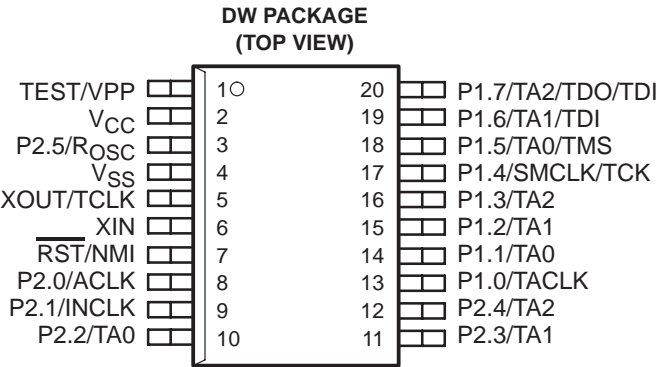 DW PACKAGE
(TOP VIEW)
TEST/VPP 1 20 P1.7/TA2/TDO/TDI
VCC 2 19 P1.6/TA1/TDI
P2.5/ROSC 3 18 P1.5/TA0/TMS
VSS 4 17 P1.4/SMCLK/TCK
XOUT/TCLK 5 16 P1.3/TA2
XIN 6 15 P1.2/TA1
RST/NMI 7 14 P1.1/TA0
P2.0/ACLK 8 13 P1.0/TACLK
P2.1/INCLK 9 12 P2.4/TA2
P2.2/TA0 10 11 P2.3/TA1